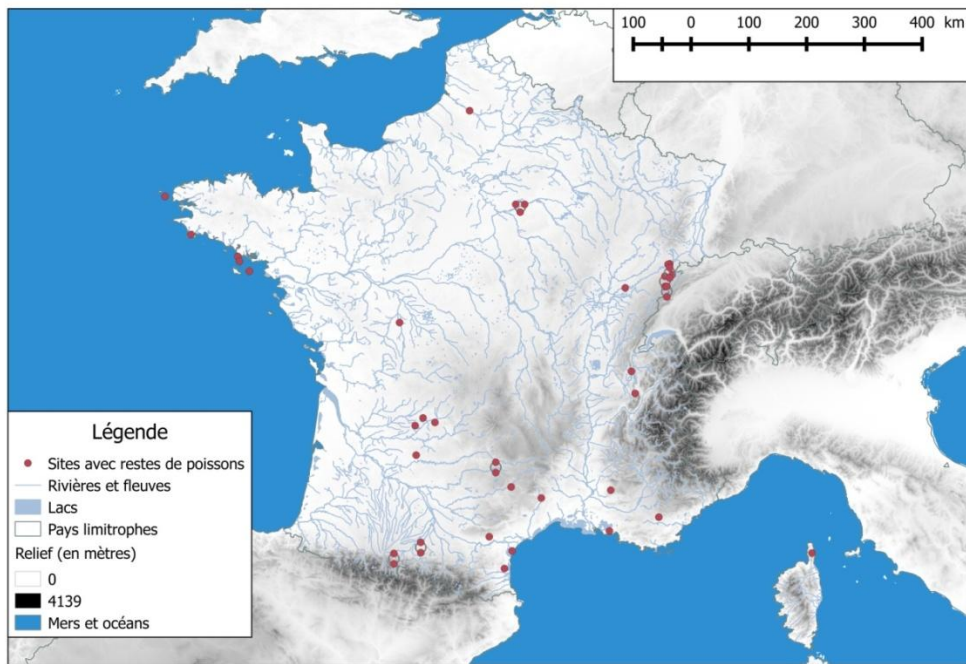 100 0 100 200 300 400 km
Légende
Sites avec restes de poissons
Rivières et fleuves
Lacs
Pays limitrophes
Relief (en mètres)
0
4139
Mers et océans